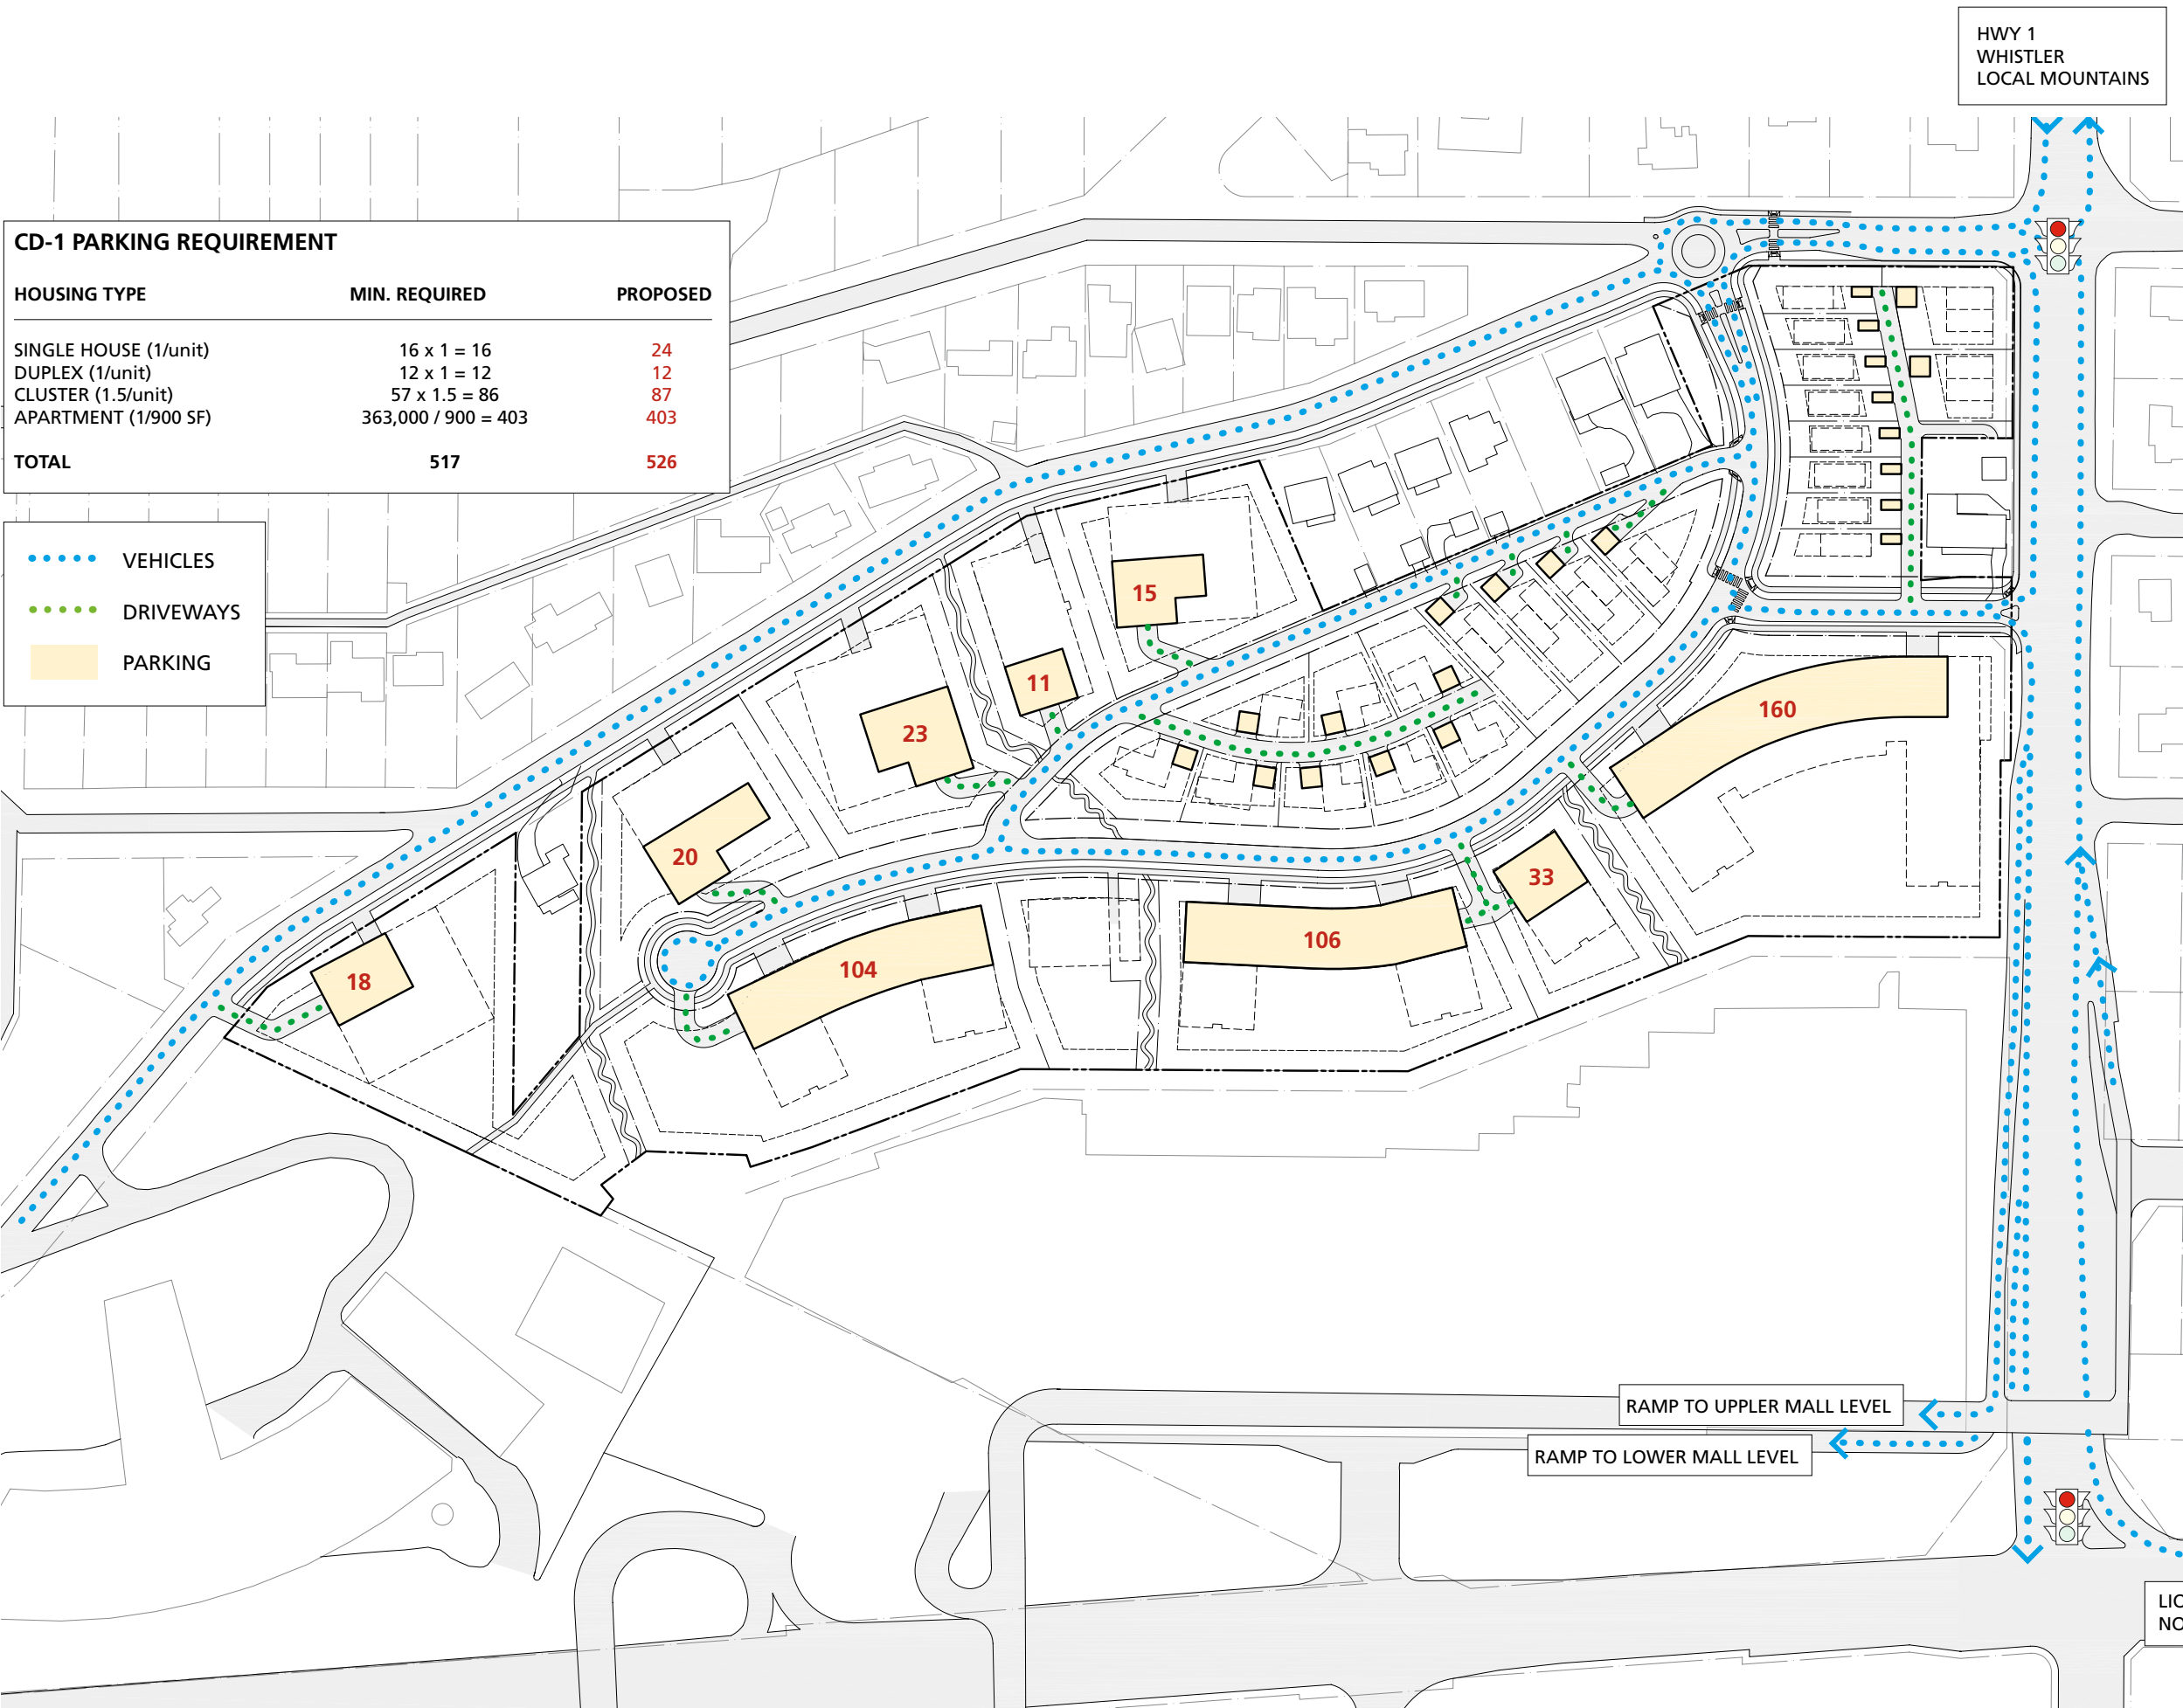 HWY 1
WHISTLER
LOCAL MOUNTAINS
CD-1 PARKING REQUIREMENT
HOUSING TYPE MIN. REQUIRED PROPOSED
SINGLE HOUSE (1/unit) 16 x 1 = 16 24
DUPLEX (1/unit) 12 x 1 = 12 12
CLUSTER (1.5/unit) 57 x 1.5 = 86 87
APARTMENT (1/900 SF) 363,000 / 900 = 403 403
TOTAL 517 526
VEHICLES
DRIVEWAYS
PARKING
15
11
23
160
20
33
106
104
18
RAMP TO UPPLER MALL LEVEL
RAMP TO LOWER MALL LEVEL